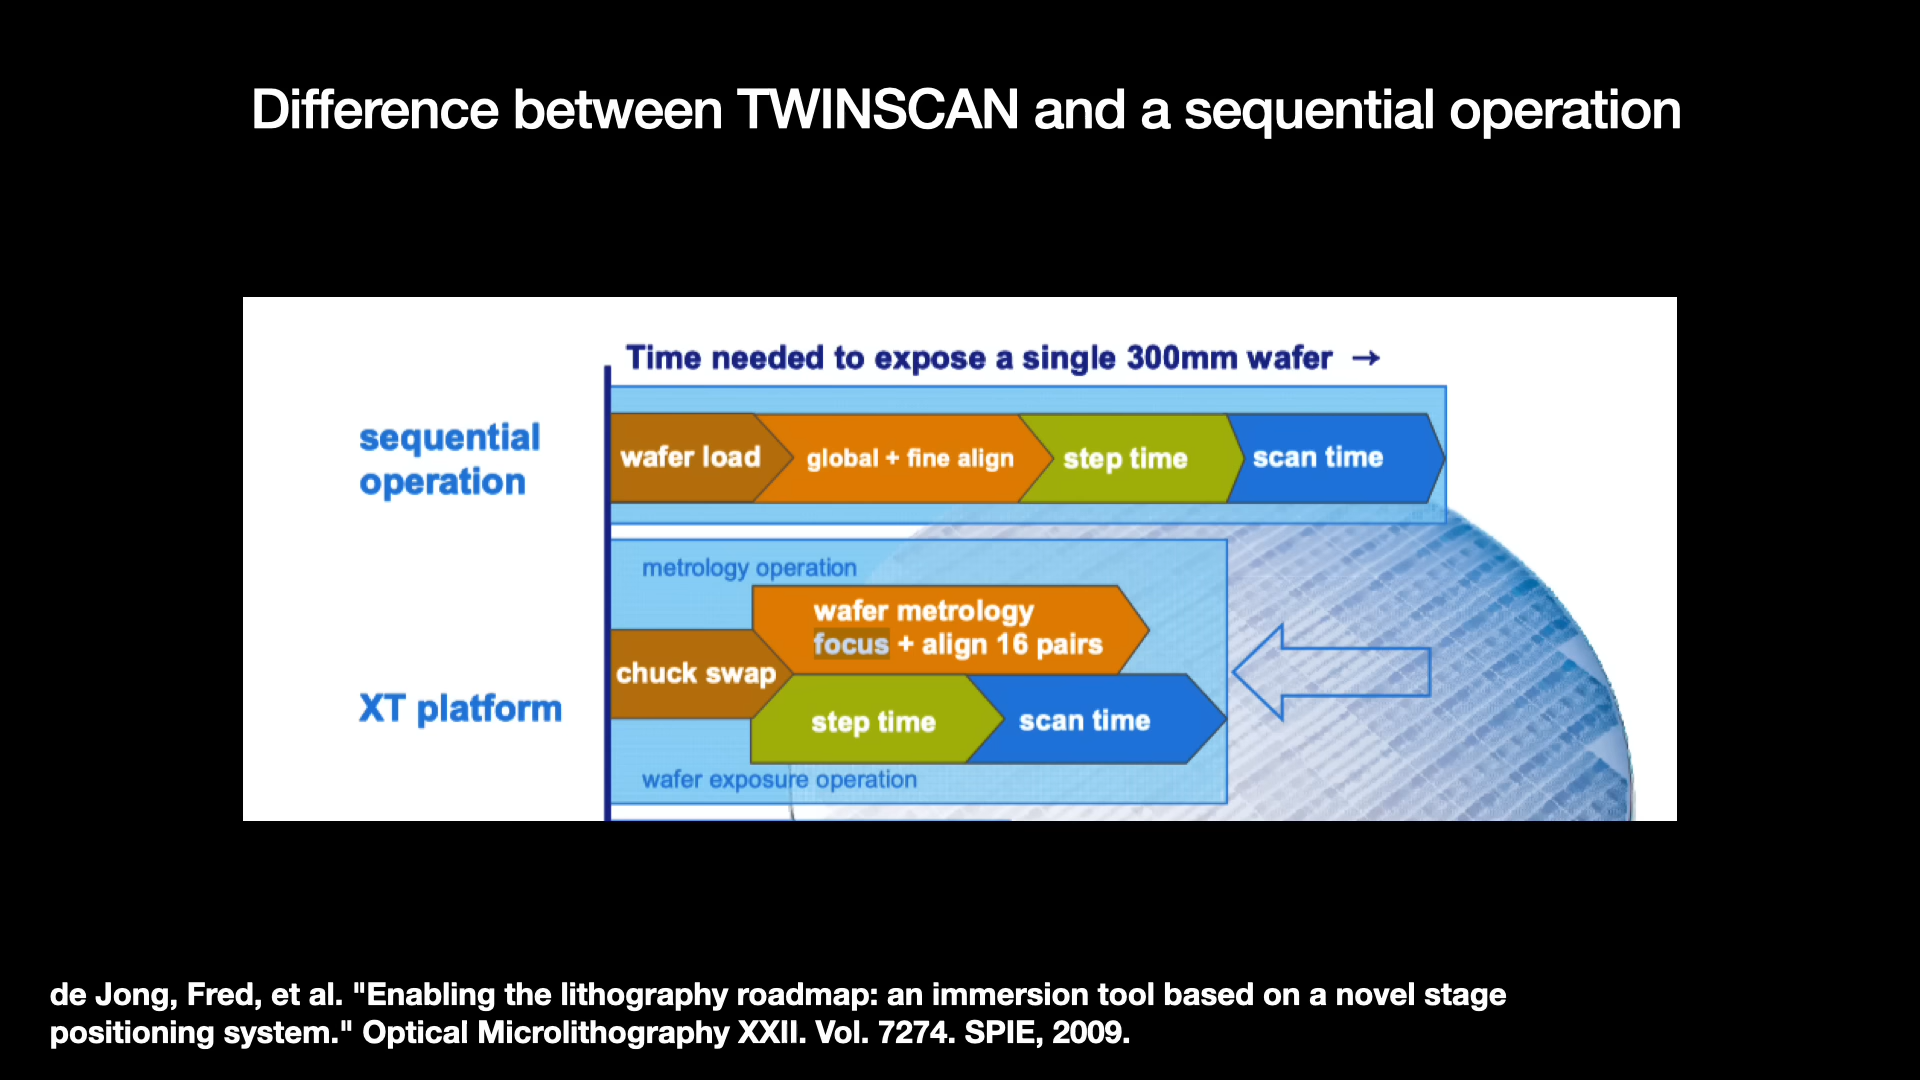 Difference between TWINSCAN and a sequential operation
Time needed to expose a single 300mm wafer →
sequential
operation
wafer load
global + fine align
step time
scan time
metrology operation
wafer metrology
focus + align 16 pairs
chuck swap
XT platform
step time
scan time
wafer exposure operation
de Jong, Fred, et al. "Enabling the lithography roadmap: an immersion tool based on a novel stage
positioning system." Optical Microlithography XXII. Vol. 7274. SPIE, 2009.